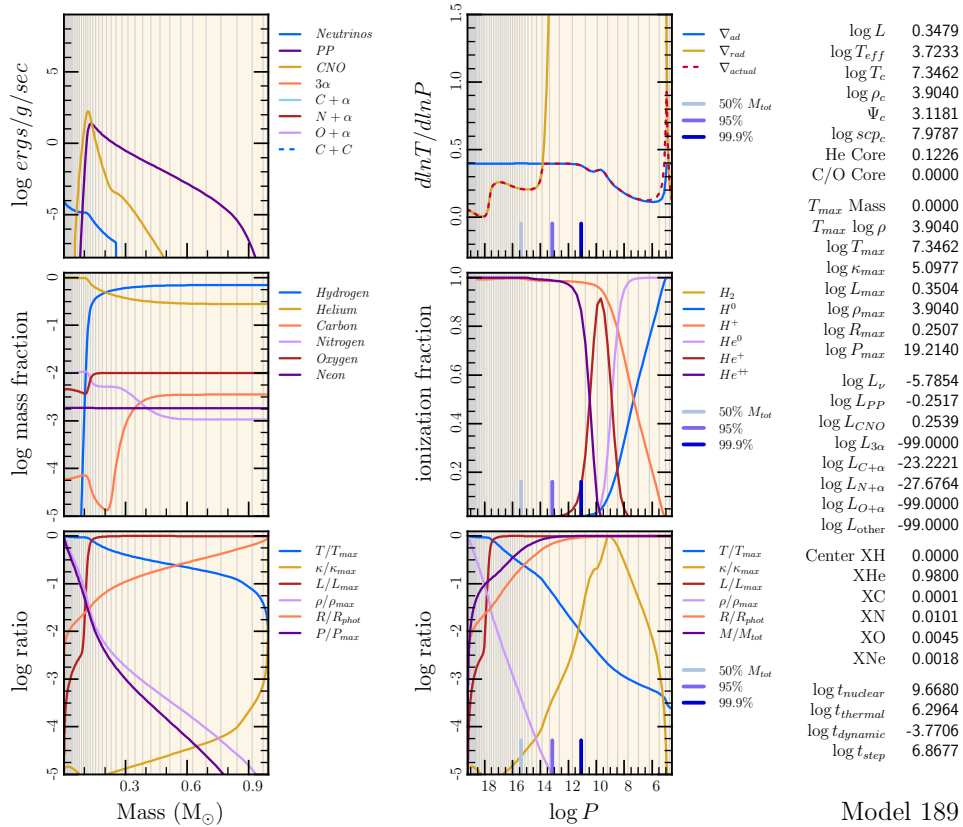 log ergs/g/sec
5
0
-5
Neutrinos
PP
CNO
3α
C + α
N + α
O + α
C + C
dlnT/dlnP
1.5
1.0
0.5
0.0
∇ad
∇rad
∇actual
50% Mtot
95%
99.9%
log L 0.3479
log Teff 3.7233
log Tc 7.3462
log ρc 3.9040
Ψc 3.1181
log scpc 7.9787
He Core 0.1226
C/O Core 0.0000
Tmax Mass 0.0000
Tmax log ρ 3.9040
log Tmax 7.3462
log κmax 5.0977
log Lmax 0.3504
log ρmax 3.9040
log Rmax 0.2507
log Pmax 19.2140
log Lν -5.7854
log LPP -0.2517
log LCNO 0.2539
log L3α -99.0000
log LC+α -23.2221
log LN+α -27.6764
log LO+α -99.0000
log Lother -99.0000
Center XH 0.0000
XHe 0.9800
XC 0.0001
XN 0.0101
XO 0.0045
XNe 0.0018
log tnuclear 9.6680
log tthermal 6.2964
log tdynamic -3.7706
log tstep 6.8677
log mass fraction
0
-1
-2
-3
-4
-5
Hydrogen
Helium
Carbon
Nitrogen
Oxygen
Neon
ionization fraction
1.0
0.8
0.6
0.4
0.2
H2
H0
H+
He0
He+
He++
50% Mtot
95%
99.9%
log ratio
0
-1
-2
-3
-4
-5
T/Tmax
κ/κmax
L/Lmax
ρ/ρmax
R/Rphot
P/Pmax
0.3 0.6 0.9
Mass (M⊙)
log ratio
0
-1
-2
-3
-4
-5
T/Tmax
κ/κmax
L/Lmax
ρ/ρmax
R/Rphot
M/Mtot
50% Mtot
95%
99.9%
18 16 14 12 10 8 6
log P
Model 189